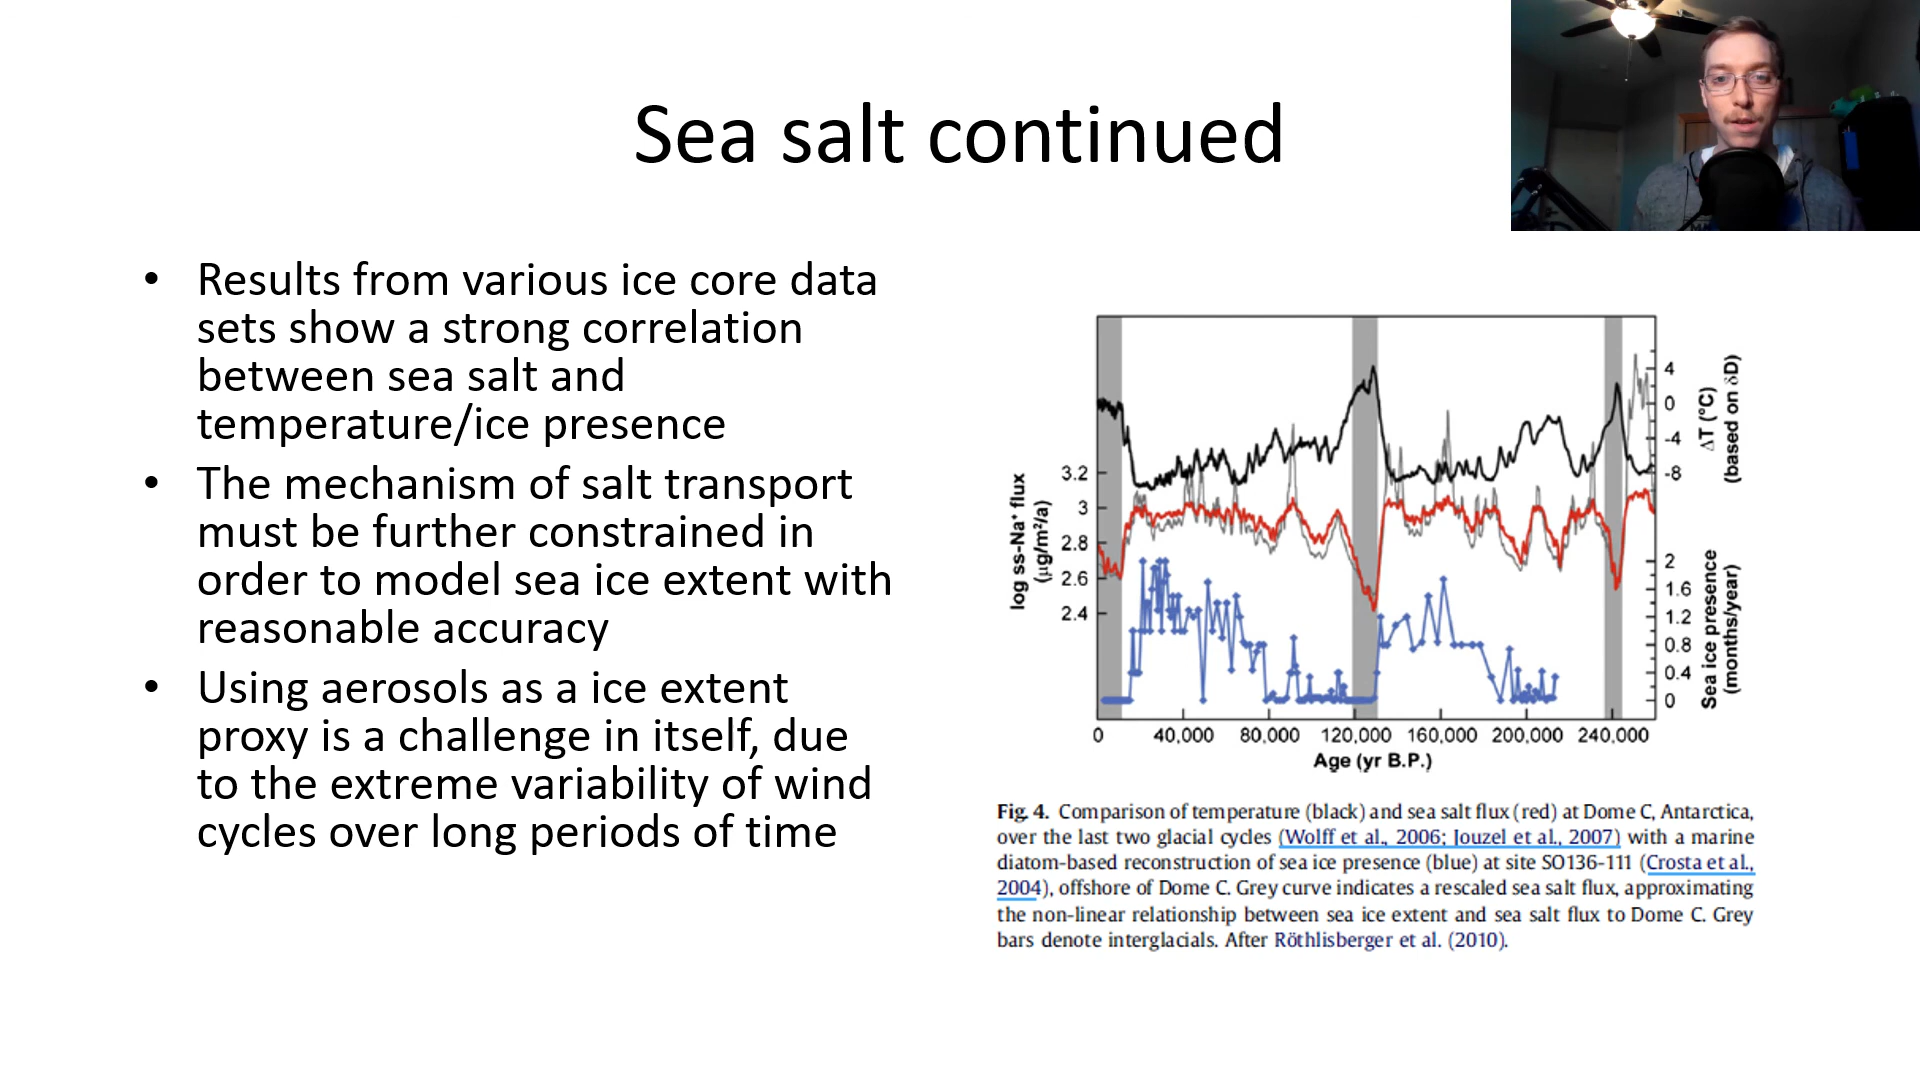 Sea salt continued
• Results from various ice core data
sets show a strong correlation
between sea salt and
temperature/ice presence
• The mechanism of salt transport
must be further constrained in
order to model sea ice extent with
reasonable accuracy
• Using aerosols as a ice extent
proxy is a challenge in itself, due
to the extreme variability of wind
cycles over long periods of time
log ss-Na⁺ flux
(µg/m²/a)
3.2
3
2.8
2.6
2.4
4
0
-4
-8
ΔT (°C)
(based on δD)
2
1.6
1.2
0.8
0.4
0
Sea ice presence
(months/year)
0 40,000 80,000 120,000 160,000 200,000 240,000
Age (yr B.P.)
Fig. 4. Comparison of temperature (black) and sea salt flux (red) at Dome C, Antarctica,
over the last two glacial cycles (Wolff et al., 2006; Jouzel et al., 2007) with a marine
diatom-based reconstruction of sea ice presence (blue) at site SO136-111 (Crosta et al.,
2004), offshore of Dome C. Grey curve indicates a rescaled sea salt flux, approximating
the non-linear relationship between sea ice extent and sea salt flux to Dome C. Grey
bars denote interglacials. After Röthlisberger et al. (2010).